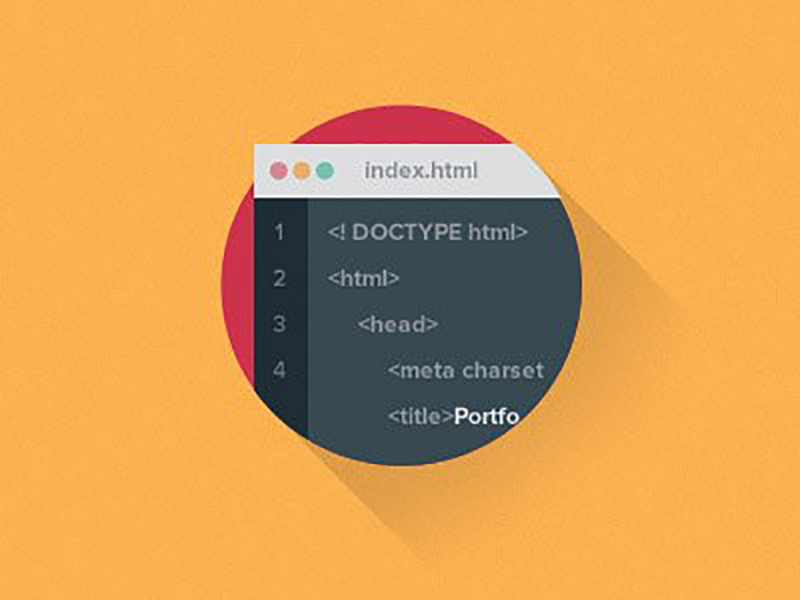 index.html
1 <! DOCTYPE html>
2 <html>
3 <head>
4 <meta charset
<title>Portfo